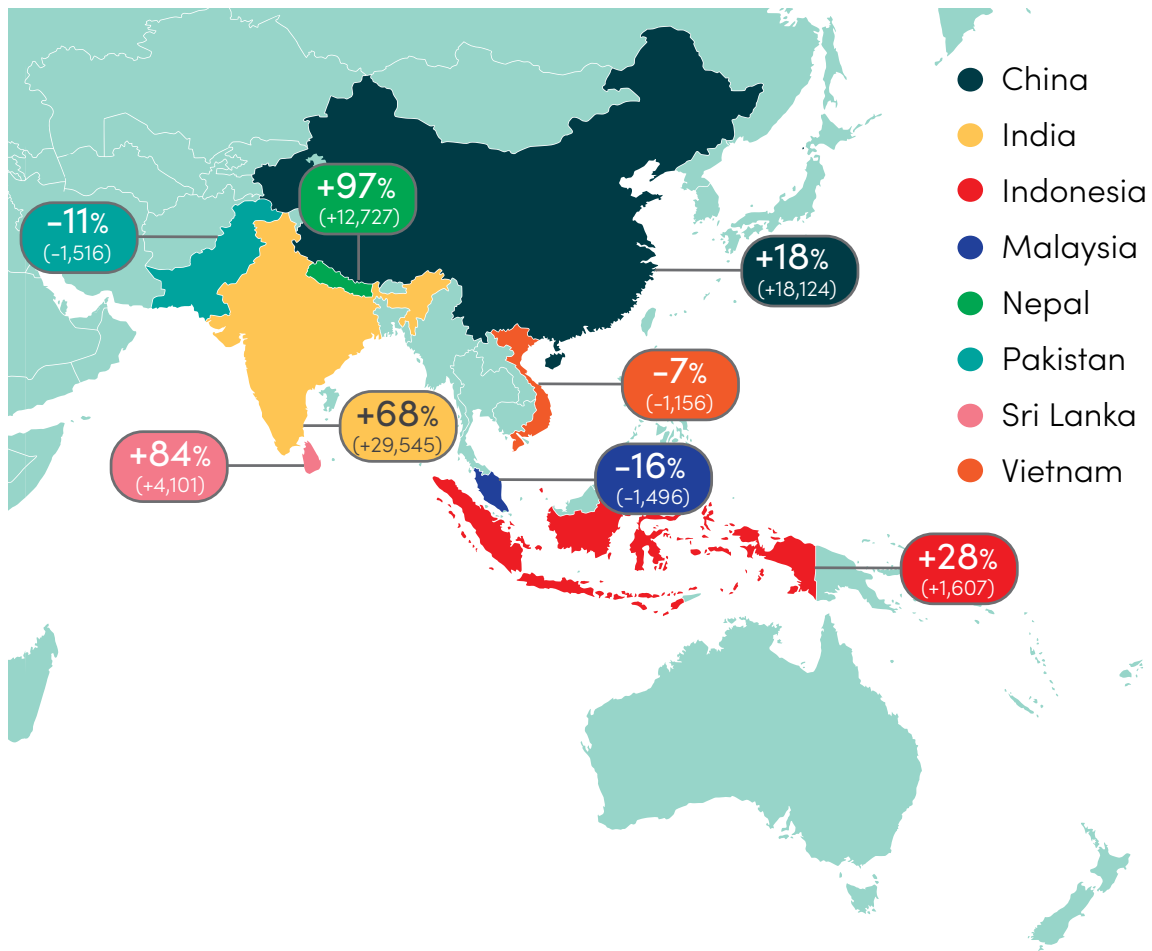 China
India
Indonesia
Malaysia
Nepal
Pakistan
Sri Lanka
Vietnam
+97%
(+12,727)
-11%
(-1,516)
+18%
(+18,124)
-7%
(-1,156)
+68%
(+29,545)
+84%
(+4,101)
-16%
(-1,496)
+28%
(+1,607)